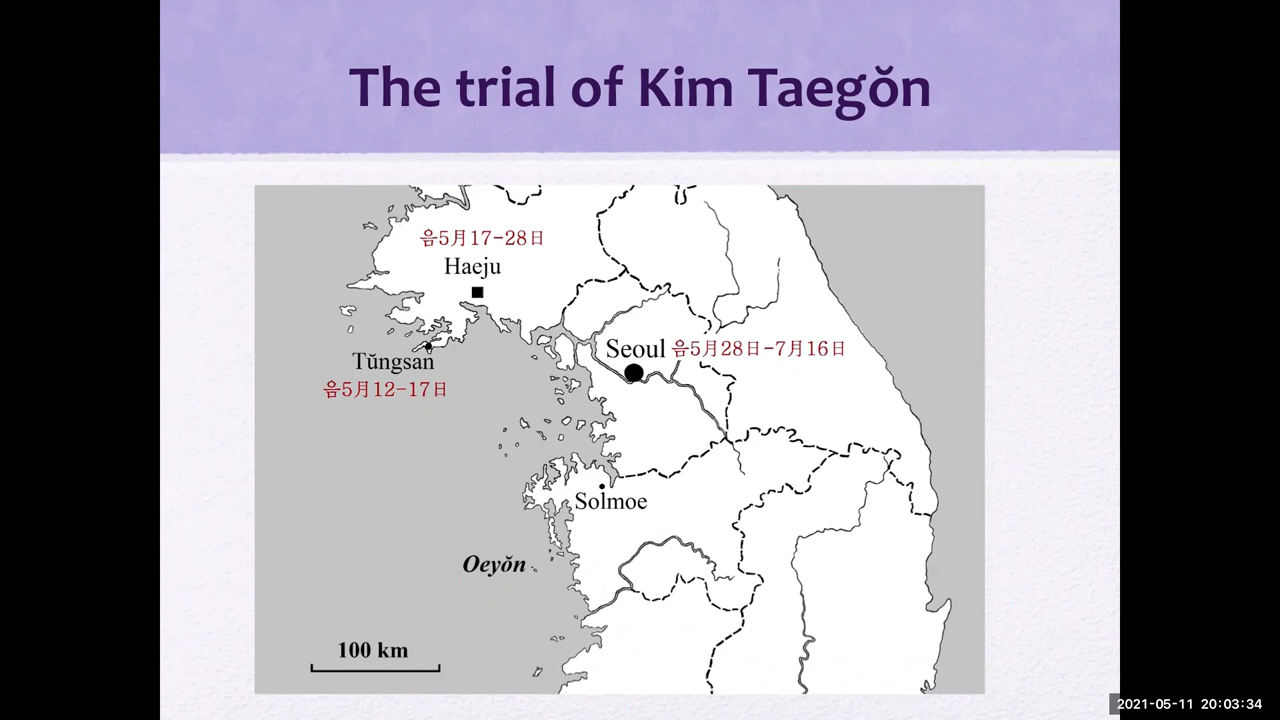 The trial of Kim Taegŏn
음5月17-28日
Haeju
Seoul 음5月28日-7月16日
Tŭngsan
음5月12-17日
Solmoe
Oeyŏn
100 km
2021-05-11 20:03:34